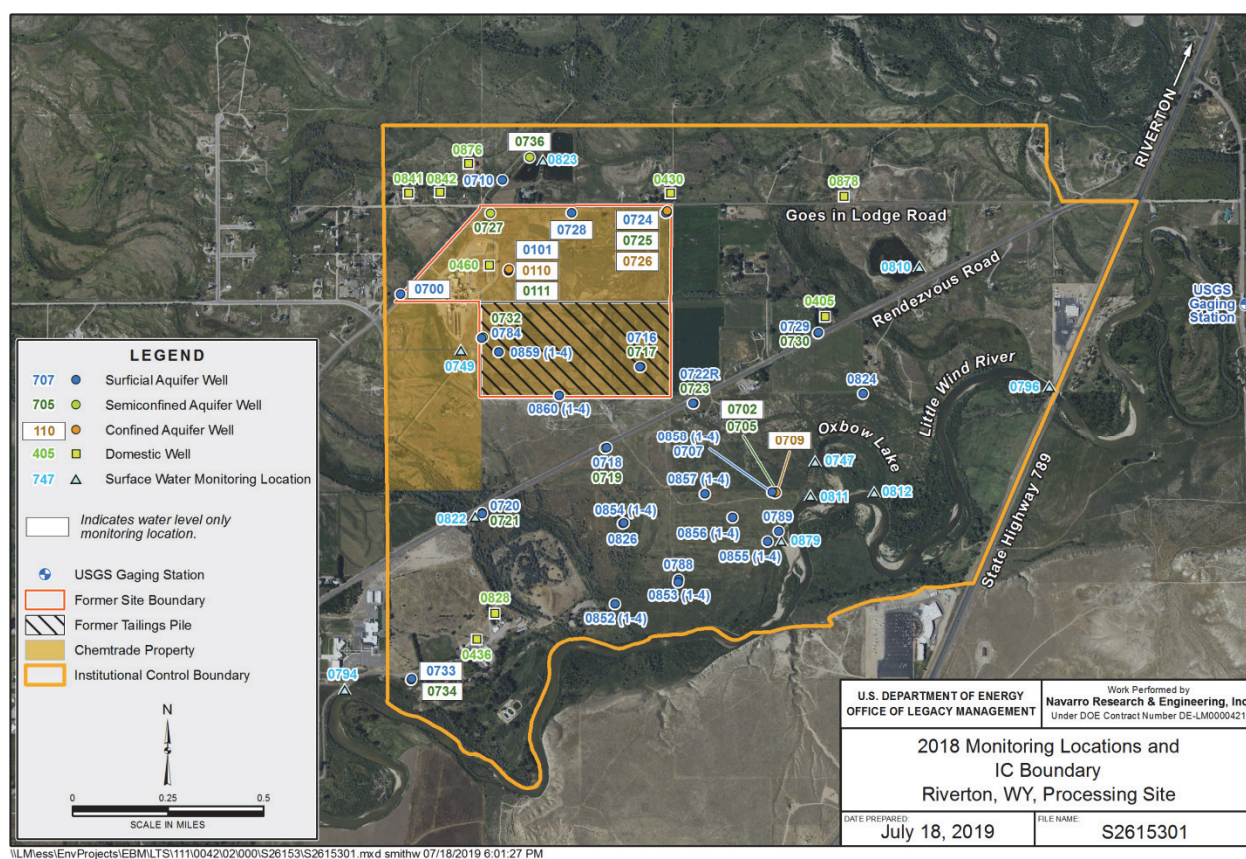 RIVERTON
0736
0876
0823
0841
0842
0710
0430
0878
Goes in Lodge Road
0727
0728
0724
0725
0726
0101
0110
0111
0460
0810
Rendezvous Road
USGS
Gaging
Station
0700
0405
0732
0784
0729
0730
0716
0717
0859 (1-4)
0749
0722R
0723
0824
Little Wind River
0796
0860 (1-4)
0702
0705
0709
Oxbow Lake
0858 (1-4)
0707
0747
0718
0719
0857 (1-4)
0811
0812
0720
0721
0822
0854 (1-4)
0826
0856 (1-4)
0789
0879
0855 (1-4)
State Highway 789
0788
0853 (1-4)
0828
0852 (1-4)
0436
0733
0734
0794
LEGEND
707 Surficial Aquifer Well
705 Semiconfined Aquifer Well
110 Confined Aquifer Well
405 Domestic Well
747 Surface Water Monitoring Location
Indicates water level only
monitoring location.
USGS Gaging Station
Former Site Boundary
Former Tailings Pile
Chemtrade Property
Institutional Control Boundary
N
0 0.25 0.5
SCALE IN MILES
U.S. DEPARTMENT OF ENERGY
OFFICE OF LEGACY MANAGEMENT
Work Performed by
Navarro Research & Engineering, Inc
Under DOE Contract Number DE-LM0000421
2018 Monitoring Locations and
IC Boundary
Riverton, WY, Processing Site
DATE PREPARED:
July 18, 2019
FILE NAME:
S2615301
\\LM\ess\EnvProjects\EBM\LTS\111\0042\02\000\S26153\S2615301.mxd smithw 07/18/2019 6:01:27 PM